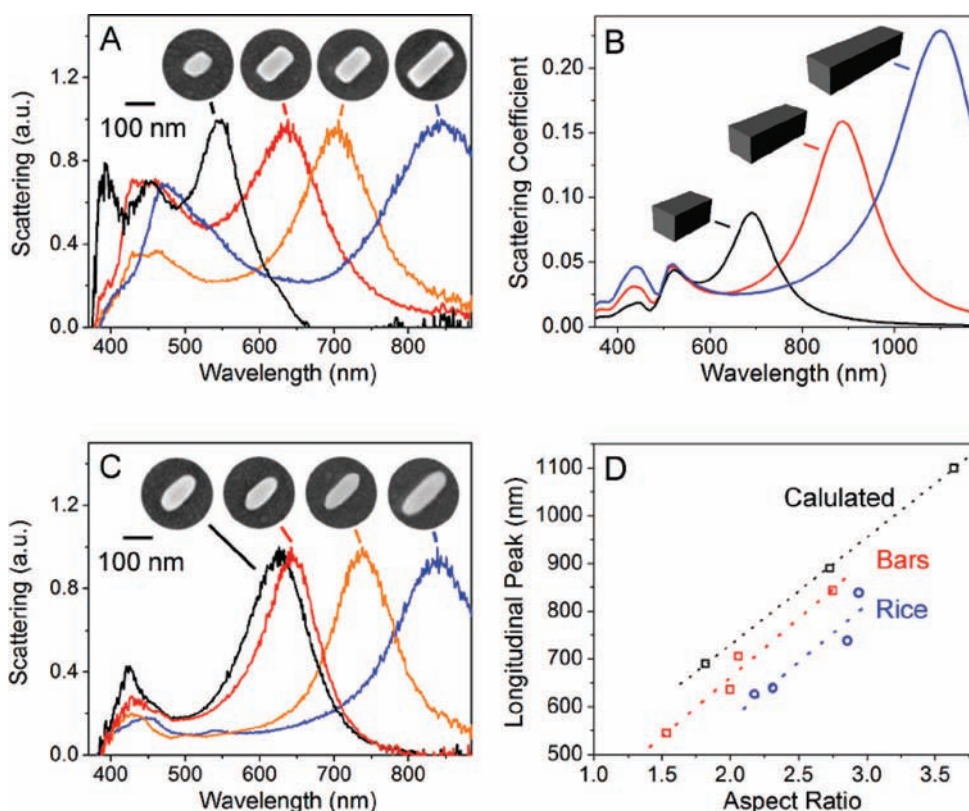 A
1.2
0.8
0.4
0.0
Scattering (a.u.)
100 nm
400 500 600 700 800
Wavelength (nm)
B
0.20
0.15
0.10
0.05
0.00
Scattering Coefficient
400 600 800 1000
Wavelength (nm)
C
1.2
0.8
0.4
0.0
Scattering (a.u.)
100 nm
400 500 600 700 800
Wavelength (nm)
D
Calulated
Bars
Rice
1100
1000
900
800
700
600
500
Longitudinal Peak (nm)
1.0 1.5 2.0 2.5 3.0 3.5
Aspect Ratio